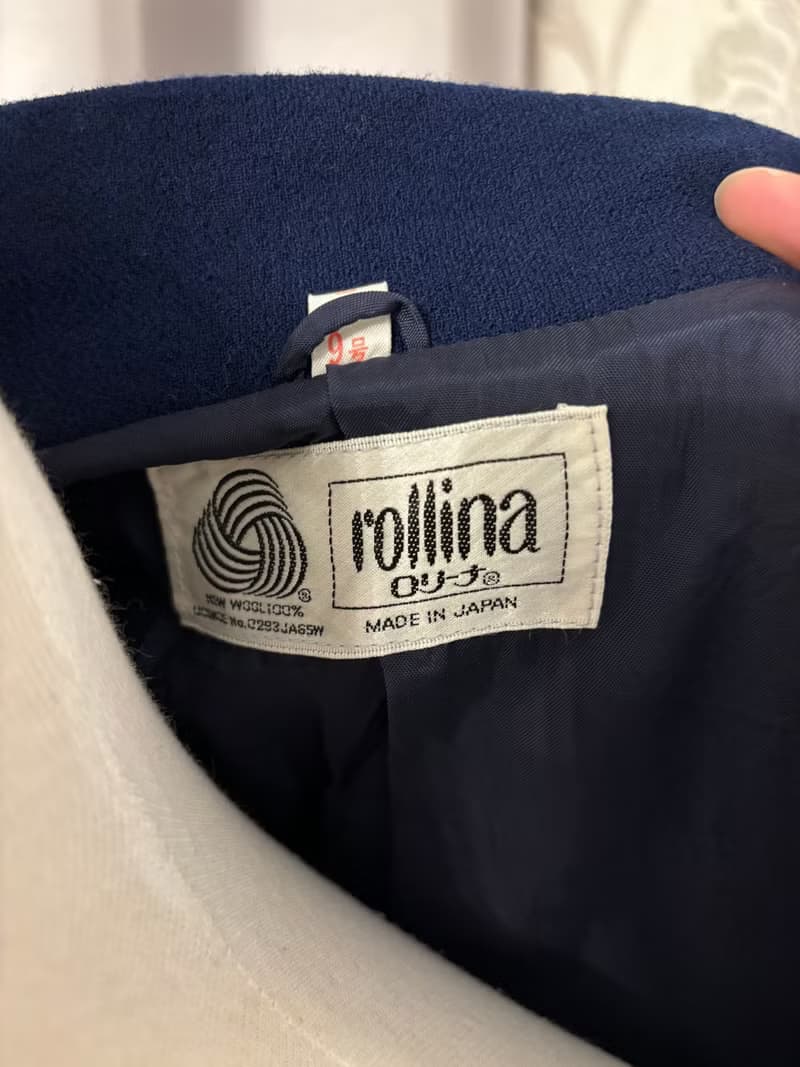 9号
rollina
ロリーナ®
®
NEW WOOL100%
LICENCE No.0293JA65W
MADE IN JAPAN